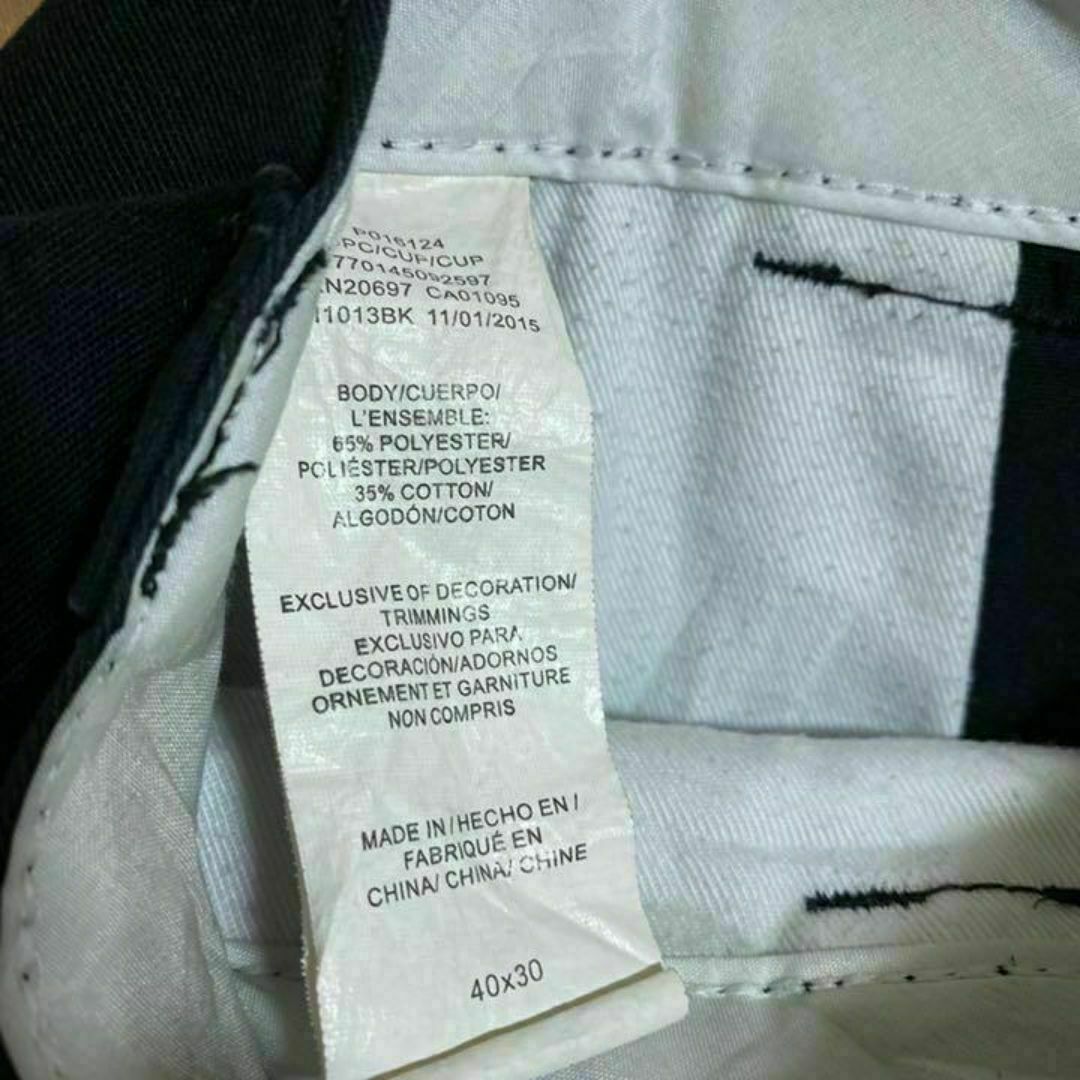 P016124
PC/CUP/CUP
770145092597
N20697 CA01095
11013BK 11/01/2015
BODY/CUERPO/
L'ENSEMBLE:
65% POLYESTER/
POLIÉSTER/POLYESTER
35% COTTON/
ALGODÓN/COTON
EXCLUSIVE OF DECORATION/
TRIMMINGS
EXCLUSIVO PARA
DECORACIÓN/ADORNOS
ORNEMENT ET GARNITURE
NON COMPRIS
MADE IN/HECHO EN/
FABRIQUÉ EN
CHINA/ CHINA/ CHINE
40x30